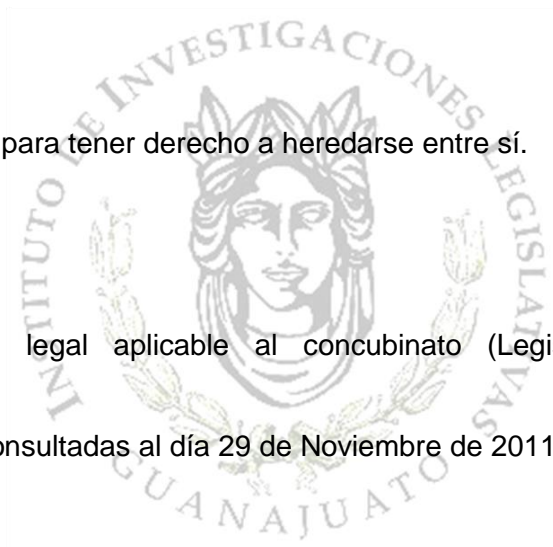 INSTITUTO DE INVESTIGACIONES LEGISLATIVAS
para tener derecho a heredarse entre sí.
legal aplicable al concubinato (Legi
onsultadas al día 29 de Noviembre de 2011
GUANAJUATO